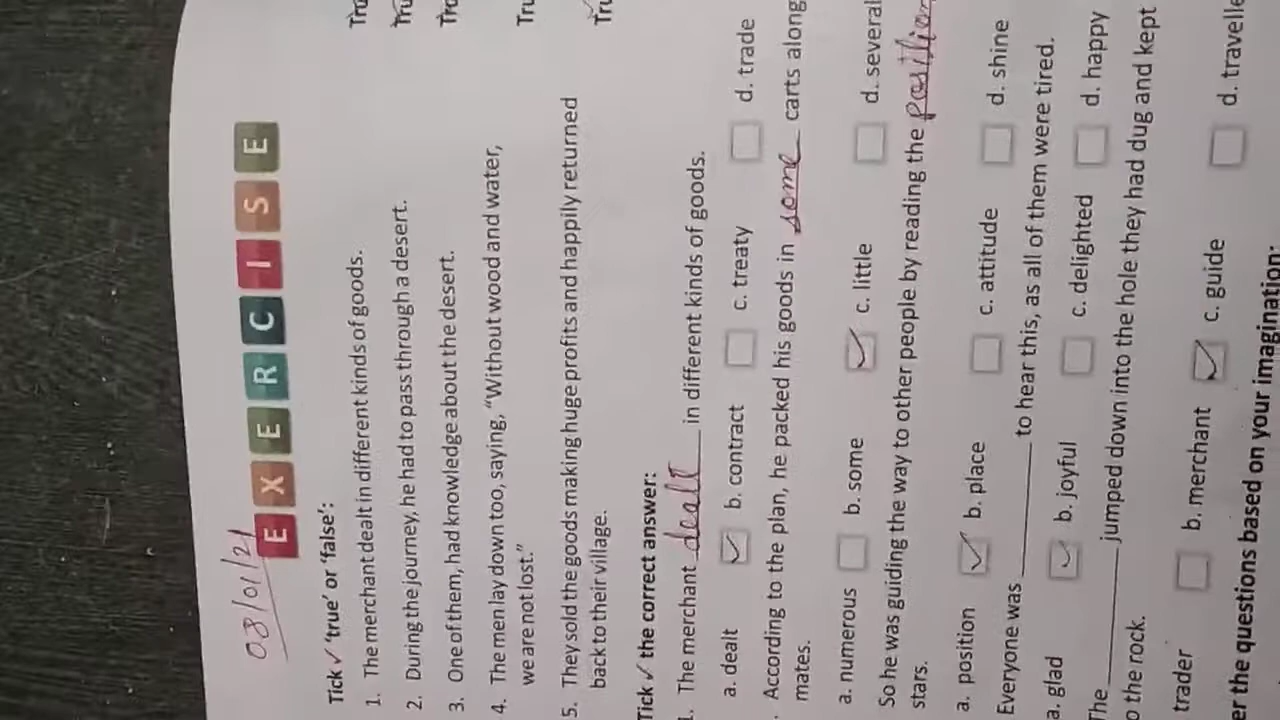 08/01/21
EXERCISE
Tick ✓ 'true' or 'false':
1. The merchant dealt in different kinds of goods.
2. During the journey, he had to pass through a desert.
3. One of them, had knowledge about the desert.
4. The men lay down too, saying, "Without wood and water,
we are not lost." Tru
5. They sold the goods making huge profits and happily returned
back to their village. Tru
Tick ✓ the correct answer:
1. The merchant dealt in different kinds of goods.
a. dealt b. contract c. treaty d. trade
. According to the plan, he packed his goods in some carts along
mates.
a. numerous b. some c. little d. several
So he was guiding the way to other people by reading the position
stars.
a. position b. place c. attitude d. shine
Everyone was ________ to hear this, as all of them were tired.
a. glad b. joyful c. delighted d. happy
The ________ jumped down into the hole they had dug and kept
o the rock.
trader b. merchant c. guide d. travelle
er the questions based on your imagination: